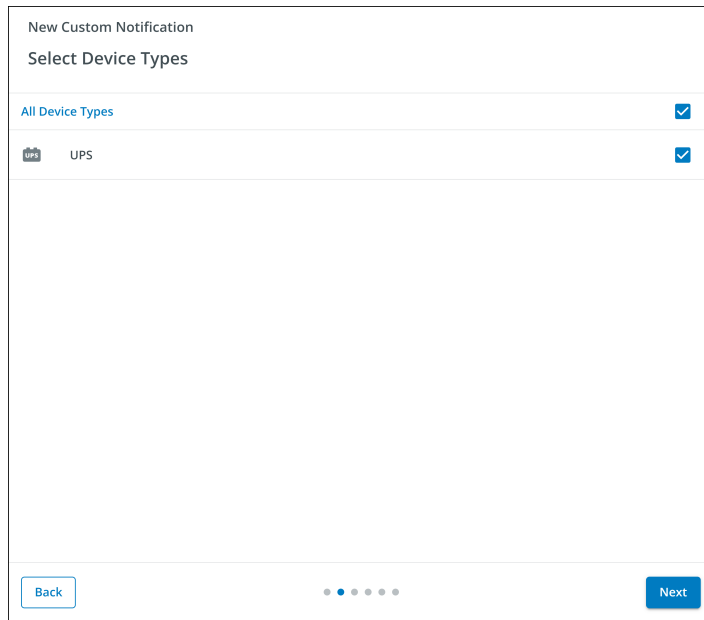 New Custom Notification
Select Device Types
All Device Types
UPS UPS
Back Next